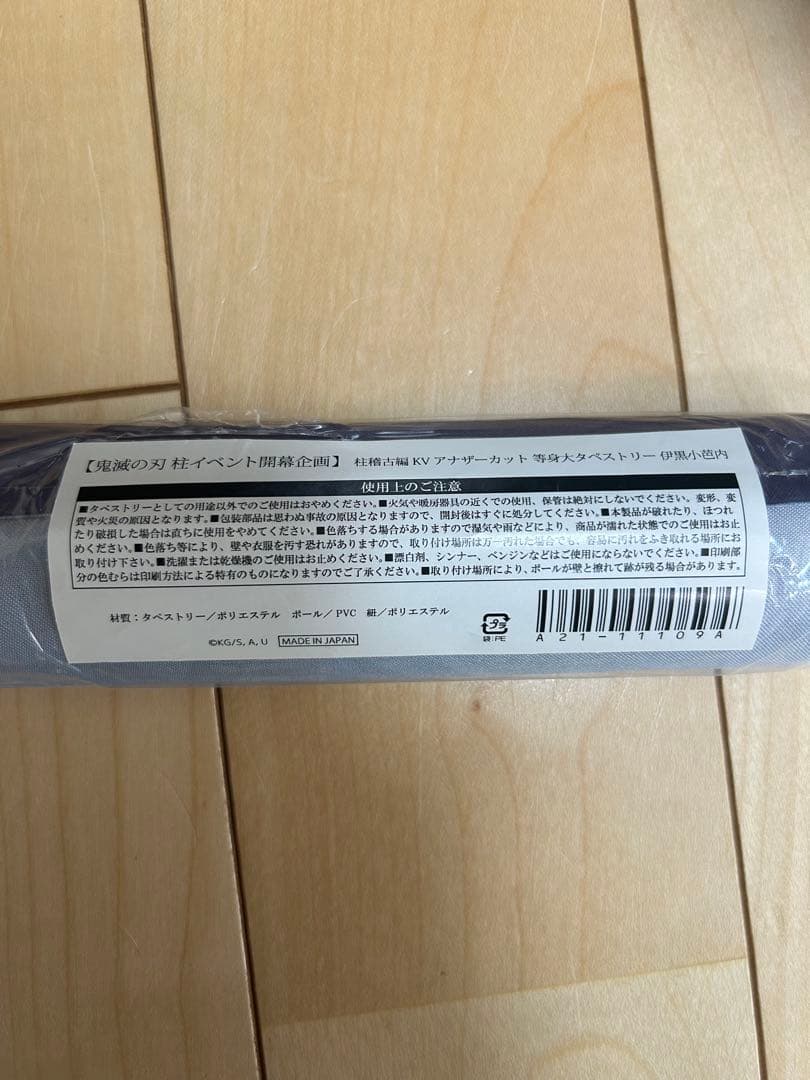 【鬼滅の刃 柱イベント開幕企画】 柱稽古編 KV アナザーカット 等身大タペストリー 伊黒小芭内
使用上のご注意
■タペストリーとしての用途以外でのご使用はおやめください。■火気や暖房器具の近くでの使用、保管は絶対にしないでください。変形、変
質や火災の原因となります。■包装部品は思わぬ事故の原因となりますので、開封後はすぐに処分してください。■本製品が破れたり、ほつれ
たり破損した場合は直ちに使用をやめてください。■色落ちする場合がありますので湿気や雨などにより、商品が濡れた状態でのご使用はお止
めください。■色落ち等により、壁や衣服を汚す恐れがありますので、取り付け場所は万一汚れた場合でも、容易に汚れをふき取れる場所にお
取り付け下さい。■洗濯または乾燥機のご使用はお止めください。■漂白剤、シンナー、ベンジンなどはご使用にならないでください。■印刷部
分の色むらは印刷方法による特有のものになりますのでご了承ください。■取り付け場所により、ポールが壁と擦れて跡が残る場合があります。
材質：タペストリー／ポリエステル ポール／PVC 紐／ポリエステル
プラ
袋:PE
A21-11109A
©KG/S, A, U MADE IN JAPAN